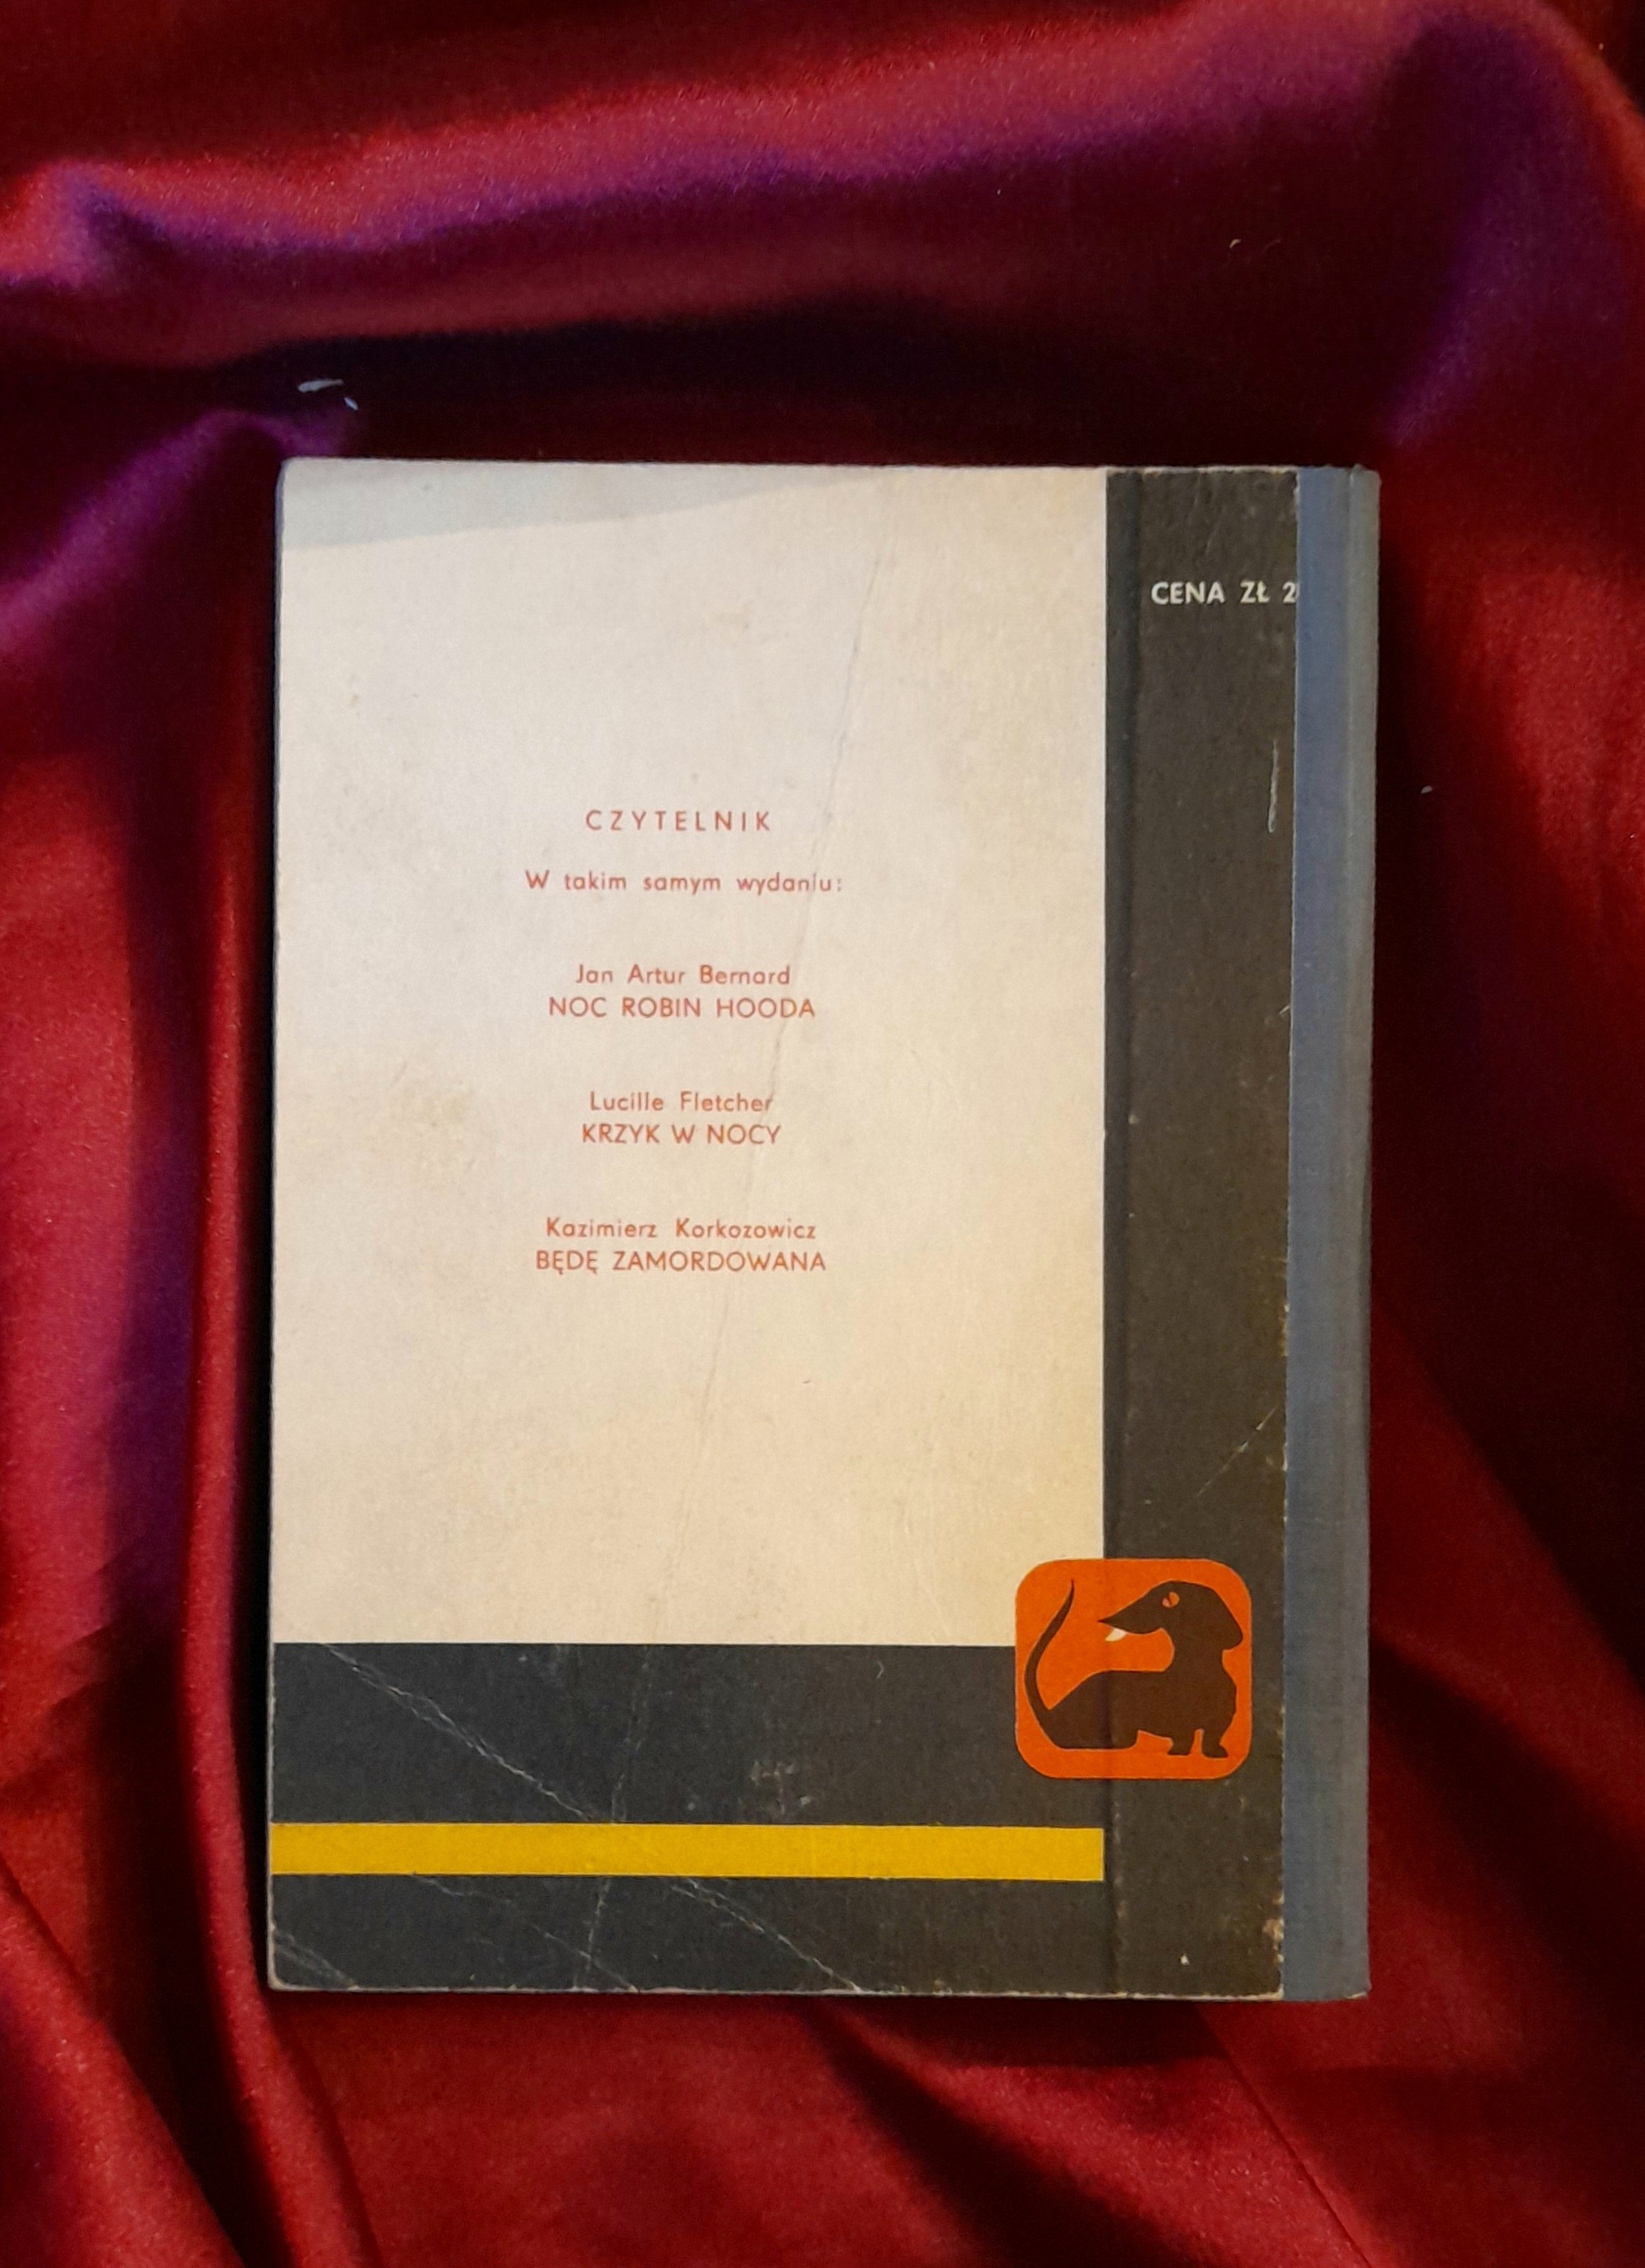 CENA ZŁ 2
CZYTELNIK
W takim samym wydaniu:
Jan Artur Bernard
NOC ROBIN HOODA
Lucille Fletcher
KRZYK W NOCY
Kazimierz Korkozowicz
BĘDĘ ZAMORDOWANA